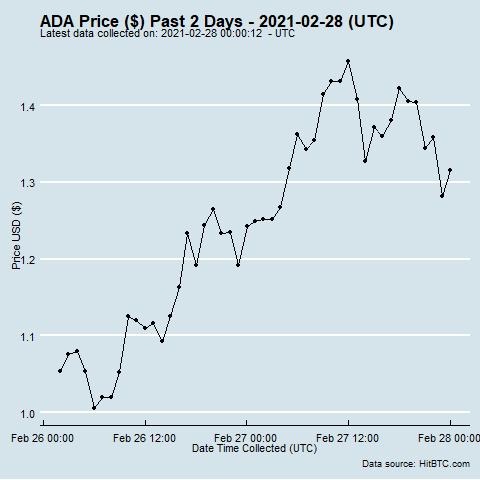 ADA Price ($) Past 2 Days - 2021-02-28 (UTC)
Latest data collected on: 2021-02-28 00:00:12 - UTC
1.4
1.3
1.2
1.1
1.0
Price USD ($)
Feb 26 00:00 Feb 26 12:00 Feb 27 00:00 Feb 27 12:00 Feb 28 00:00
Date Time Collected (UTC)
Data source: HitBTC.com